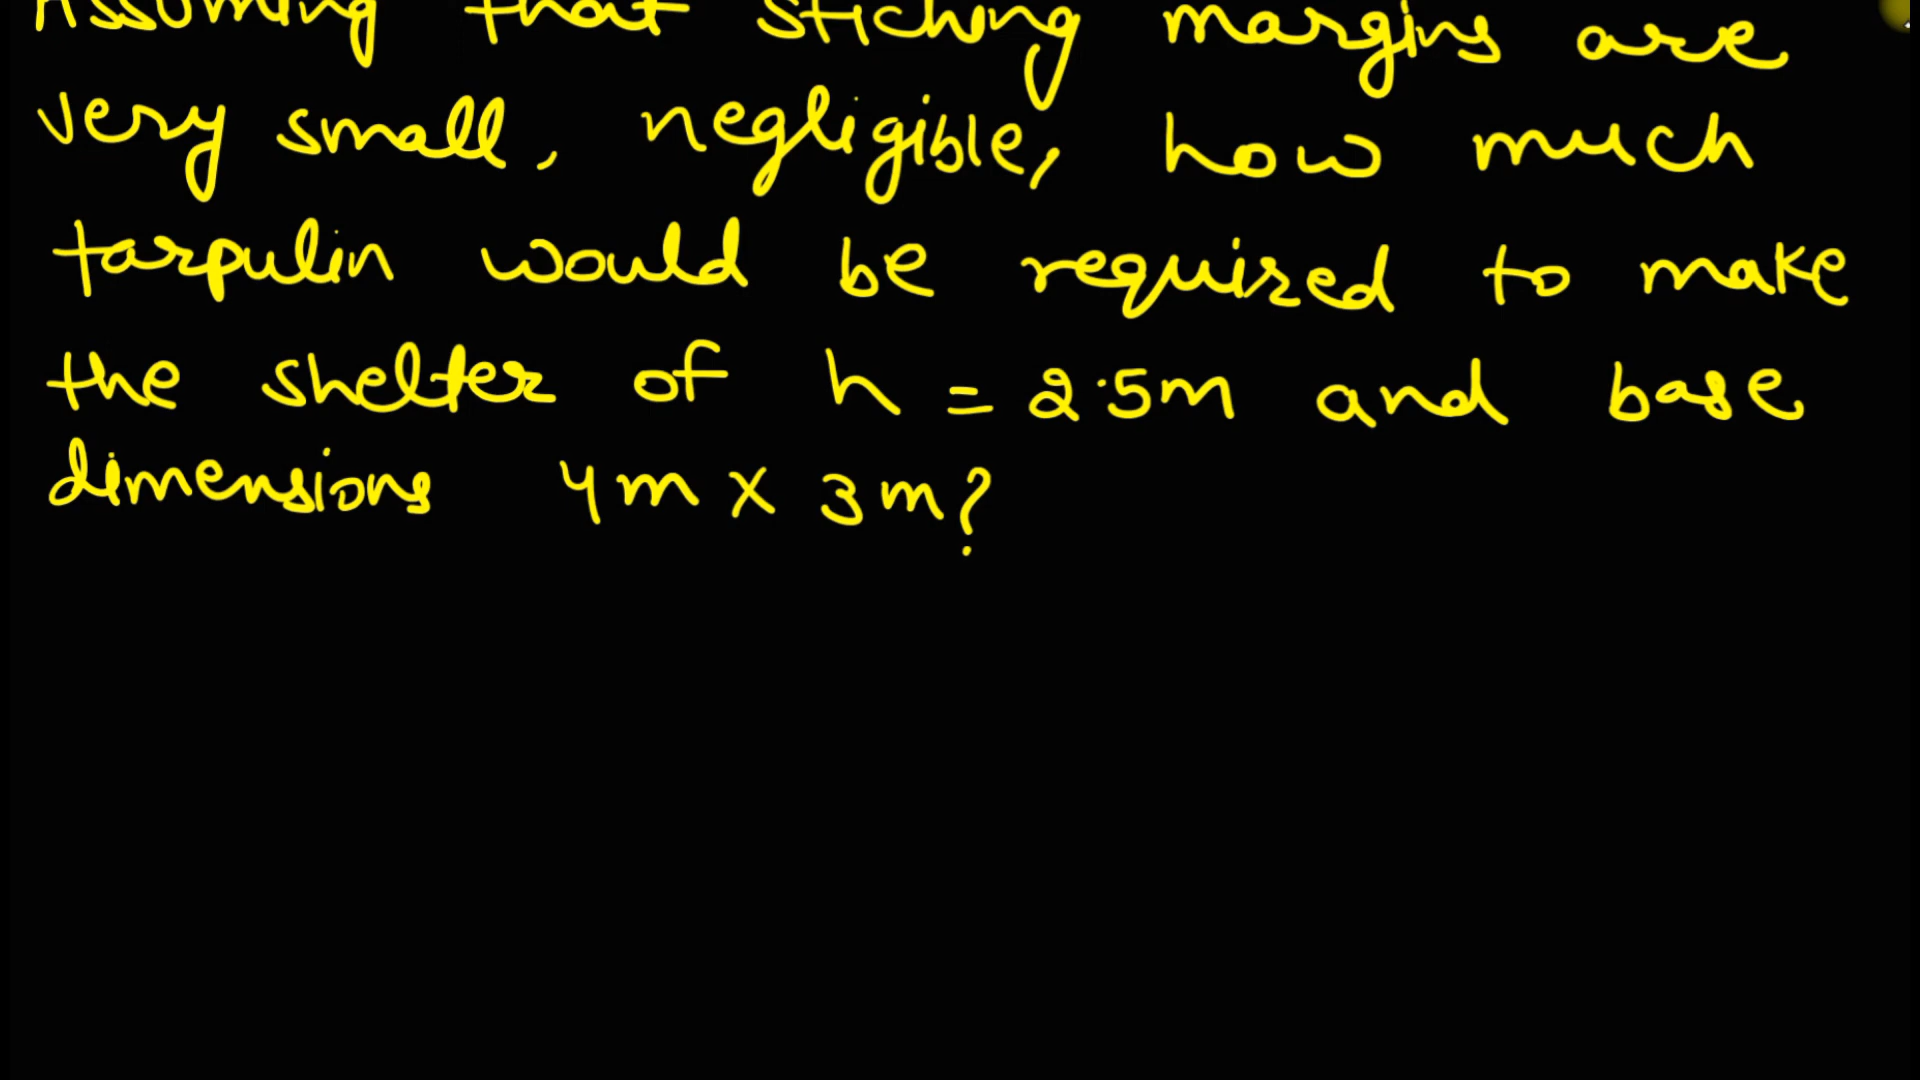 Assuming that stiching margins are
very small, negligible, how much
tarpulin would be required to make
the shelter of h = 2.5m and base
dimensions 4m x 3m?